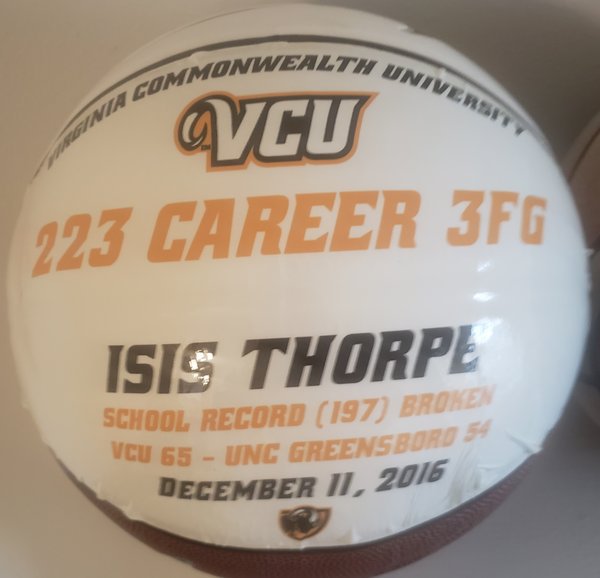 VIRGINIA COMMONWEALTH UNIVERSITY
VCU
223 CAREER 3FG
ISIS THORPE
SCHOOL RECORD (197) BROKEN
VCU 65 - UNC GREENSBORO 54
DECEMBER 11, 2016